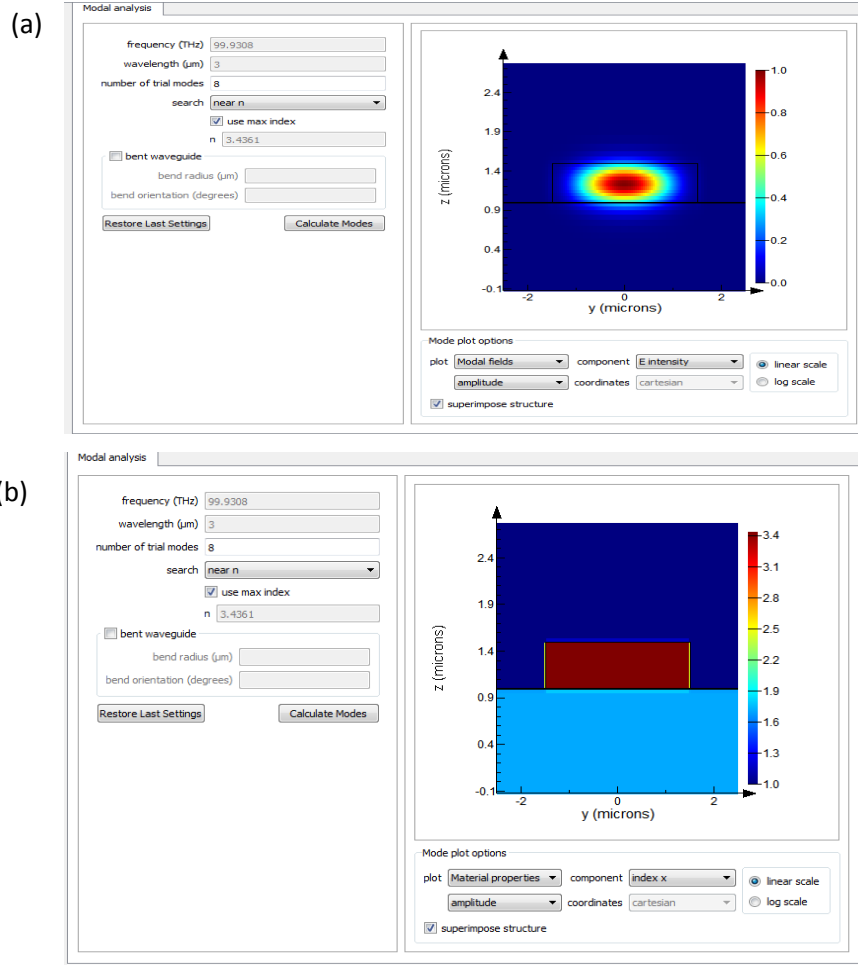 (a)
Modal analysis
frequency (THz) 99.9308
wavelength (μm) 3
number of trial modes 8
search near n
use max index
n 3.4361
bent waveguide
bend radius (μm)
bend orientation (degrees)
Restore Last Settings Calculate Modes
z (microns)
2.4
1.9
1.4
0.9
0.4
-0.1
-2 0 2
y (microns)
1.0
0.8
0.6
0.4
0.2
0.0
Mode plot options
plot Modal fields component E intensity linear scale
amplitude coordinates cartesian log scale
superimpose structure
(b)
Modal analysis
frequency (THz) 99.9308
wavelength (μm) 3
number of trial modes 8
search near n
use max index
n 3.4361
bent waveguide
bend radius (μm)
bend orientation (degrees)
Restore Last Settings Calculate Modes
z (microns)
2.4
1.9
1.4
0.9
0.4
-0.1
-2 0 2
y (microns)
3.4
3.1
2.8
2.5
2.2
1.9
1.6
1.3
1.0
Mode plot options
plot Material properties component index x linear scale
amplitude coordinates cartesian log scale
superimpose structure